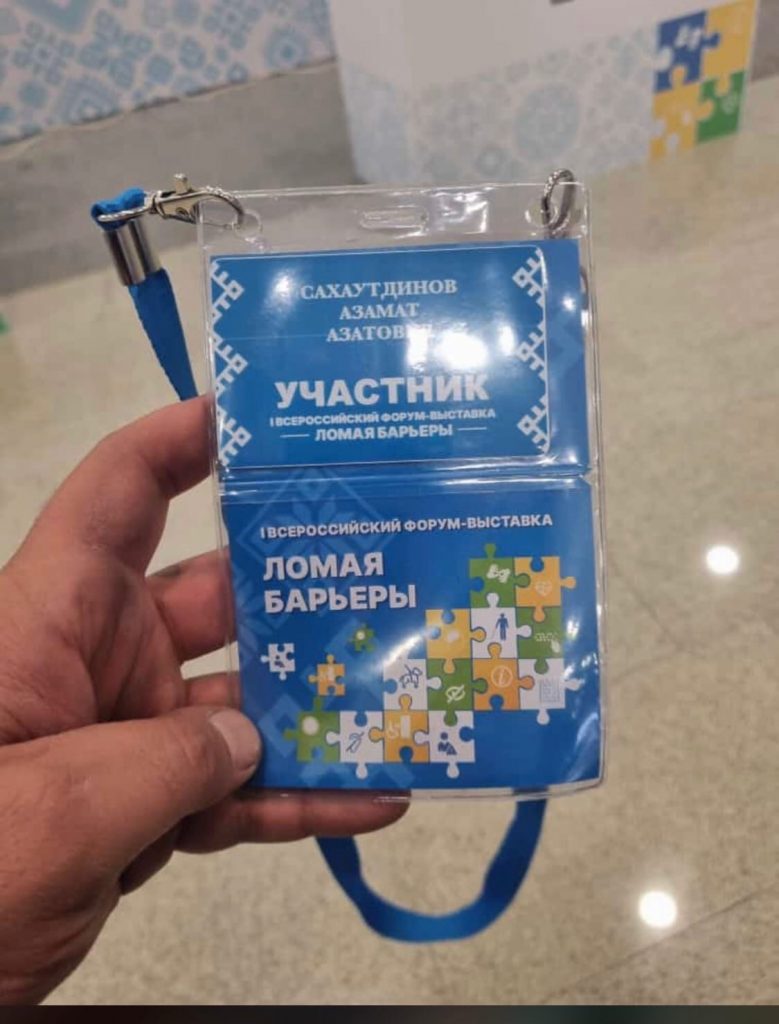 САХАУТДИНОВ
АЗАМАТ
УЧАСТНИК
I ВСЕРОССИЙСКИЙ ФОРУМ-ВЫСТАВКА
ЛОМАЯ БАРЬЕРЫ
I ВСЕРОССИЙСКИЙ ФОРУМ-ВЫСТАВКА
ЛОМАЯ
БАРЬЕРЫ